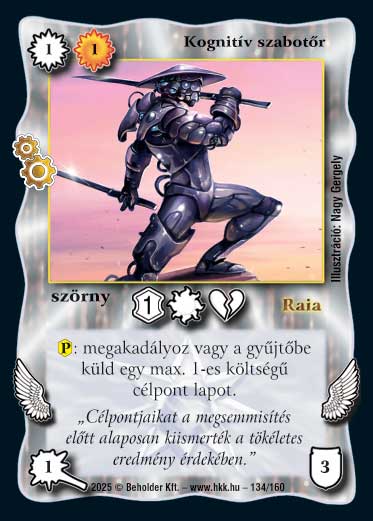 1 1 Kognitív szabotőr
Illusztráció: Nagy Gergely
szörny 1 Raia
P: megakadályoz vagy a gyűjtőbe
küld egy max. 1-es költségű
célpont lapot.
„Célpontjaikat a megsemmisítés
előtt alaposan kiismerték a tökéletes
eredmény érdekében.”
1 3
2025 © Beholder Kft. – www.hkk.hu – 134/160